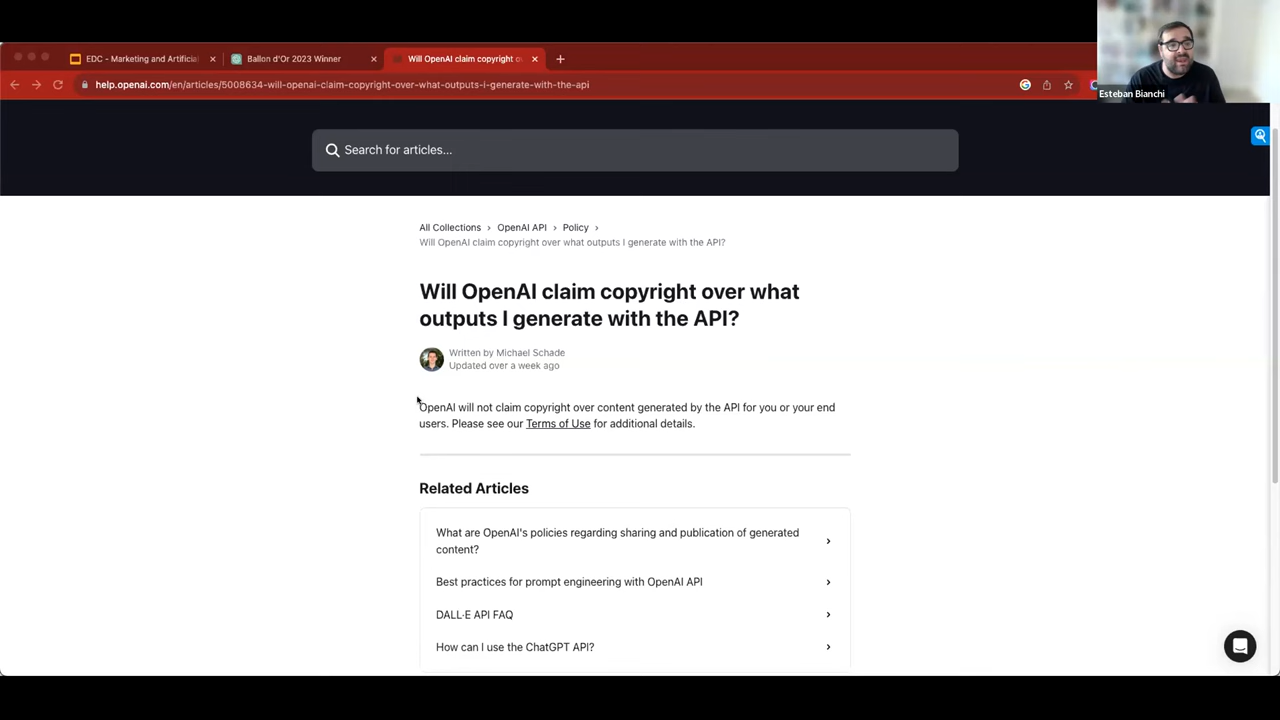 EDC - Marketing and Artificial
Ballon d'Or 2023 Winner
Will OpenAI claim copyright o
help.openai.com/en/articles/5008634-will-openai-claim-copyright-over-what-outputs-i-generate-with-the-api
Esteban Bianchi
Search for articles...
All Collections > OpenAI API > Policy >
Will OpenAI claim copyright over what outputs I generate with the API?
Will OpenAI claim copyright over what
outputs I generate with the API?
Written by Michael Schade
Updated over a week ago
OpenAI will not claim copyright over content generated by the API for you or your end
users. Please see our Terms of Use for additional details.
Related Articles
What are OpenAI's policies regarding sharing and publication of generated
content?
Best practices for prompt engineering with OpenAI API
DALL·E API FAQ
How can I use the ChatGPT API?